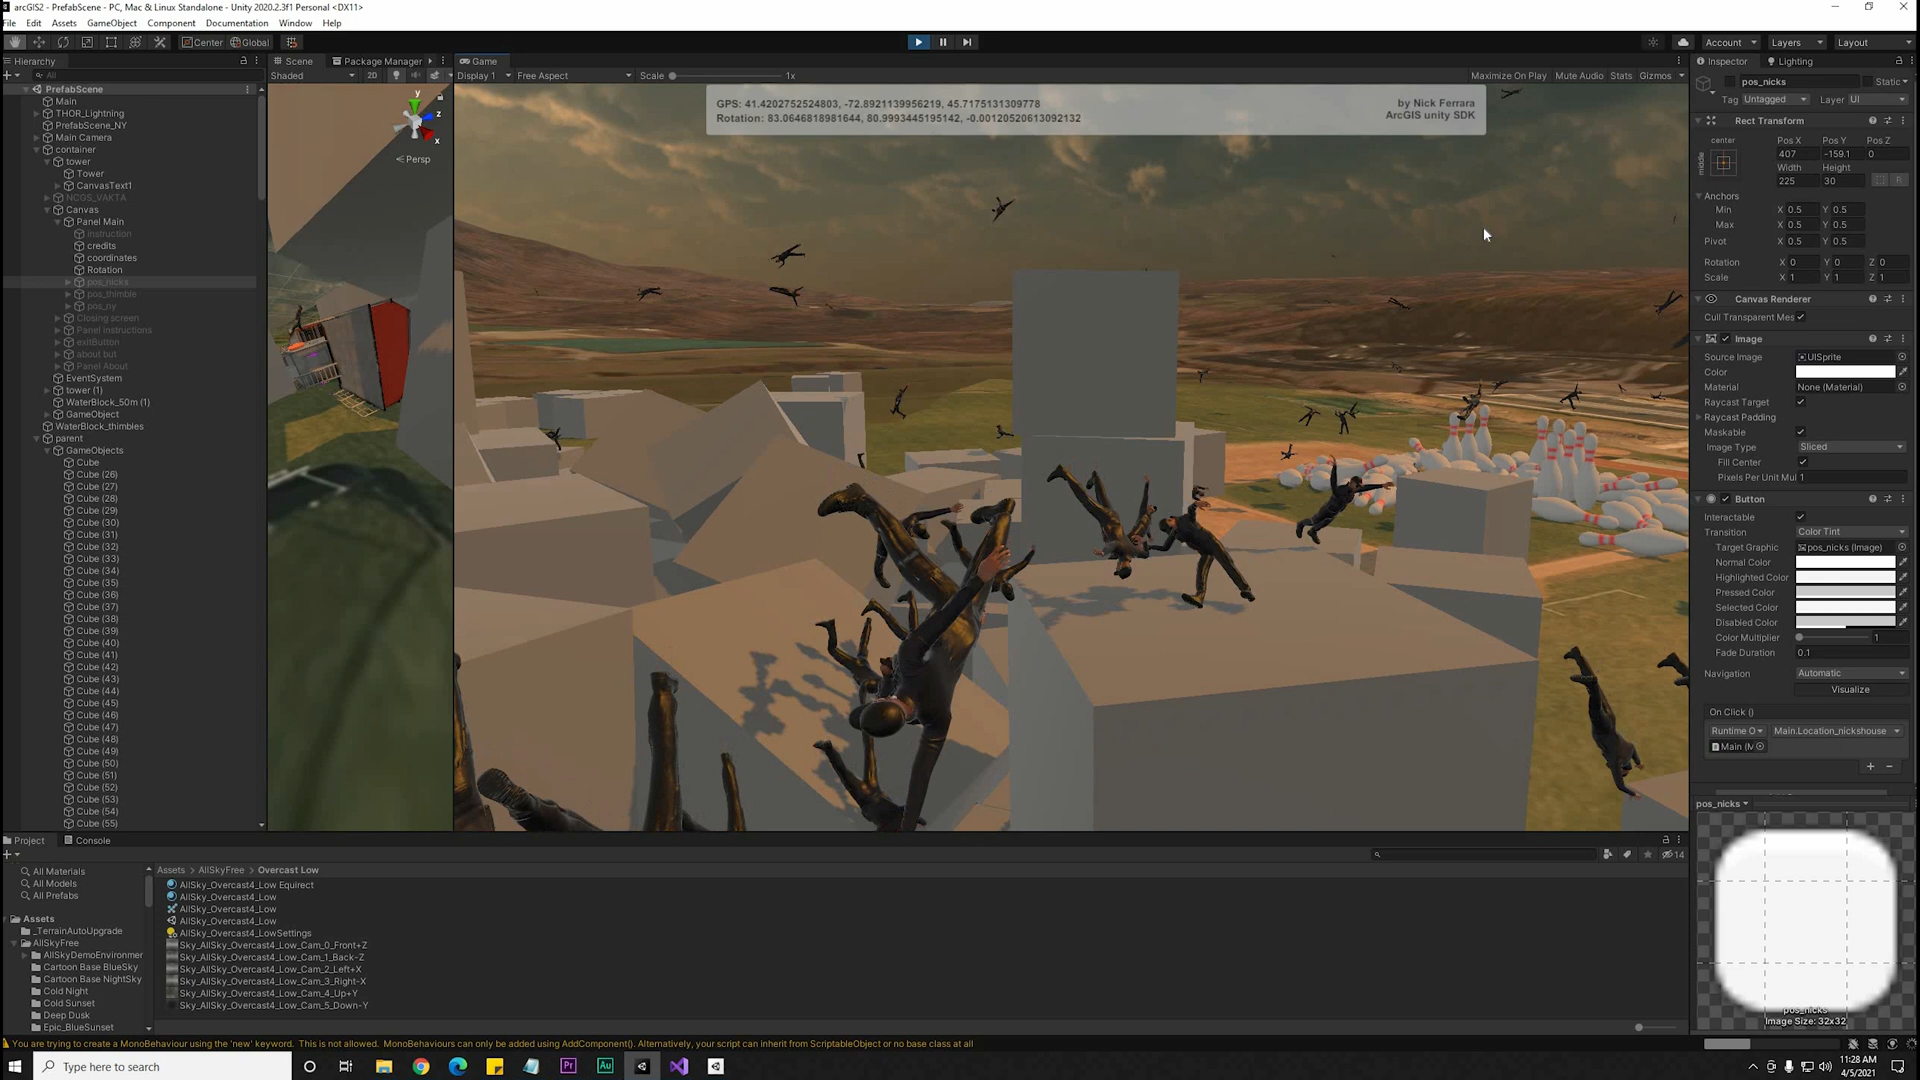 arcGIS2 - PrefabScene - PC, Mac & Linux Standalone - Unity 2020.2.3f1 Personal <DX11>
File Edit Assets GameObject Component Documentation Window Help
Center Global
Account Layers Layout
Hierarchy
All
PrefabScene
Main
THOR_Lightning
PrefabScene_NY
Main Camera
container
tower
Tower
CanvasText1
NCGS_VAKTA
Canvas
Panel Main
Instruction
credits
coordinates
Rotation
pos_nicks
pos_thimble
pos_ny
Closing screen
Panel instructions
exitButton
about but
Panel About
EventSystem
tower (1)
WaterBlock_50m (1)
GameObject
WaterBlock_thimbles
parent
GameObjects
Cube
Cube (26)
Cube (27)
Cube (28)
Cube (29)
Cube (30)
Cube (31)
Cube (32)
Cube (33)
Cube (34)
Cube (35)
Cube (36)
Cube (37)
Cube (38)
Cube (39)
Cube (40)
Cube (41)
Cube (42)
Cube (43)
Cube (44)
Cube (45)
Cube (46)
Cube (47)
Cube (48)
Cube (49)
Cube (50)
Cube (51)
Cube (52)
Cube (53)
Cube (54)
Cube (55)
Scene Package Manager
Shaded 2D
y
z
x
Persp
Game
Display 1 Free Aspect Scale 1x Maximize On Play Mute Audio Stats Gizmos
GPS: 41.4202752524803, -72.8921139956219, 45.7175131309778
Rotation: 83.0646818981644, 80.9993445195142, -0.00120520613092132
by Nick Ferrara
ArcGIS unity SDK
Inspector Lighting
pos_nicks Static
Tag Untagged Layer UI
Rect Transform
center Pos X Pos Y Pos Z
middle 407 -159.1 0
Width Height
225 30 R
Anchors
Min X 0.5 Y 0.5
Max X 0.5 Y 0.5
Pivot X 0.5 Y 0.5
Rotation X 0 Y 0 Z 0
Scale X 1 Y 1 Z 1
Canvas Renderer
Cull Transparent Mes
Image
Source Image UISprite
Color
Material None (Material)
Raycast Target
Raycast Padding
Maskable
Image Type Sliced
Fill Center
Pixels Per Unit Mul 1
Button
Interactable
Transition Color Tint
Target Graphic pos_nicks (Image)
Normal Color
Highlighted Color
Pressed Color
Selected Color
Disabled Color
Color Multiplier 1
Fade Duration 0.1
Navigation Automatic
Visualize
On Click ()
Runtime O Main.Location_nickshouse
Main (M
pos_nicks
pos_nicks
Image Size: 32x32
Project Console
14
All Materials
All Models
All Prefabs
Assets
_TerrainAutoUpgrade
AllSkyFree
AllSkyDemoEnvironmer
Cartoon Base BlueSky
Cartoon Base NightSky
Cold Night
Cold Sunset
Deep Dusk
Epic_BlueSunset
Assets > AllSkyFree > Overcast Low
AllSky_Overcast4_Low Equirect
AllSky_Overcast4_Low
AllSky_Overcast4_Low
AllSky_Overcast4_Low
AllSky_Overcast4_LowSettings
Sky_AllSky_Overcast4_Low_Cam_0_Front+Z
Sky_AllSky_Overcast4_Low_Cam_1_Back-Z
Sky_AllSky_Overcast4_Low_Cam_2_Left+X
Sky_AllSky_Overcast4_Low_Cam_3_Right-X
Sky_AllSky_Overcast4_Low_Cam_4_Up+Y
Sky_AllSky_Overcast4_Low_Cam_5_Down-Y
You are trying to create a MonoBehaviour using the 'new' keyword. This is not allowed. MonoBehaviours can only be added using AddComponent(). Alternatively, your script can inherit from ScriptableObject or no base class at all
Type here to search
Pr
Au
11:28 AM
4/5/2021